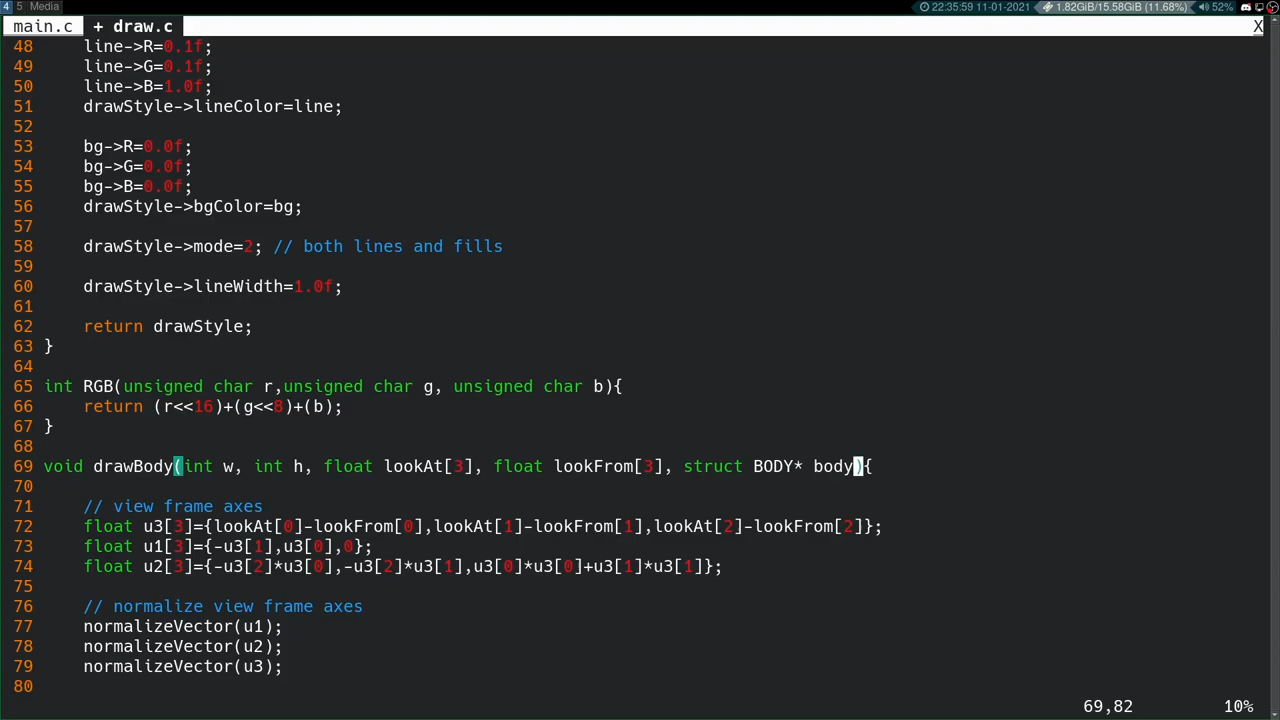 4 5 Media 22:35:59 11-01-2021 1.82GiB/15.58GiB (11.68%) 52%
main.c + draw.c X
48 line->R=0.1f;
49 line->G=0.1f;
50 line->B=1.0f;
51 drawStyle->lineColor=line;
52
53 bg->R=0.0f;
54 bg->G=0.0f;
55 bg->B=0.0f;
56 drawStyle->bgColor=bg;
57
58 drawStyle->mode=2; // both lines and fills
59
60 drawStyle->lineWidth=1.0f;
61
62 return drawStyle;
63 }
64
65 int RGB(unsigned char r,unsigned char g, unsigned char b){
66 return (r<<16)+(g<<8)+(b);
67 }
68
69 void drawBody(int w, int h, float lookAt[3], float lookFrom[3], struct BODY* body){
70
71 // view frame axes
72 float u3[3]={lookAt[0]-lookFrom[0],lookAt[1]-lookFrom[1],lookAt[2]-lookFrom[2]};
73 float u1[3]={-u3[1],u3[0],0};
74 float u2[3]={-u3[2]*u3[0],-u3[2]*u3[1],u3[0]*u3[0]+u3[1]*u3[1]};
75
76 // normalize view frame axes
77 normalizeVector(u1);
78 normalizeVector(u2);
79 normalizeVector(u3);
80
69,82 10%